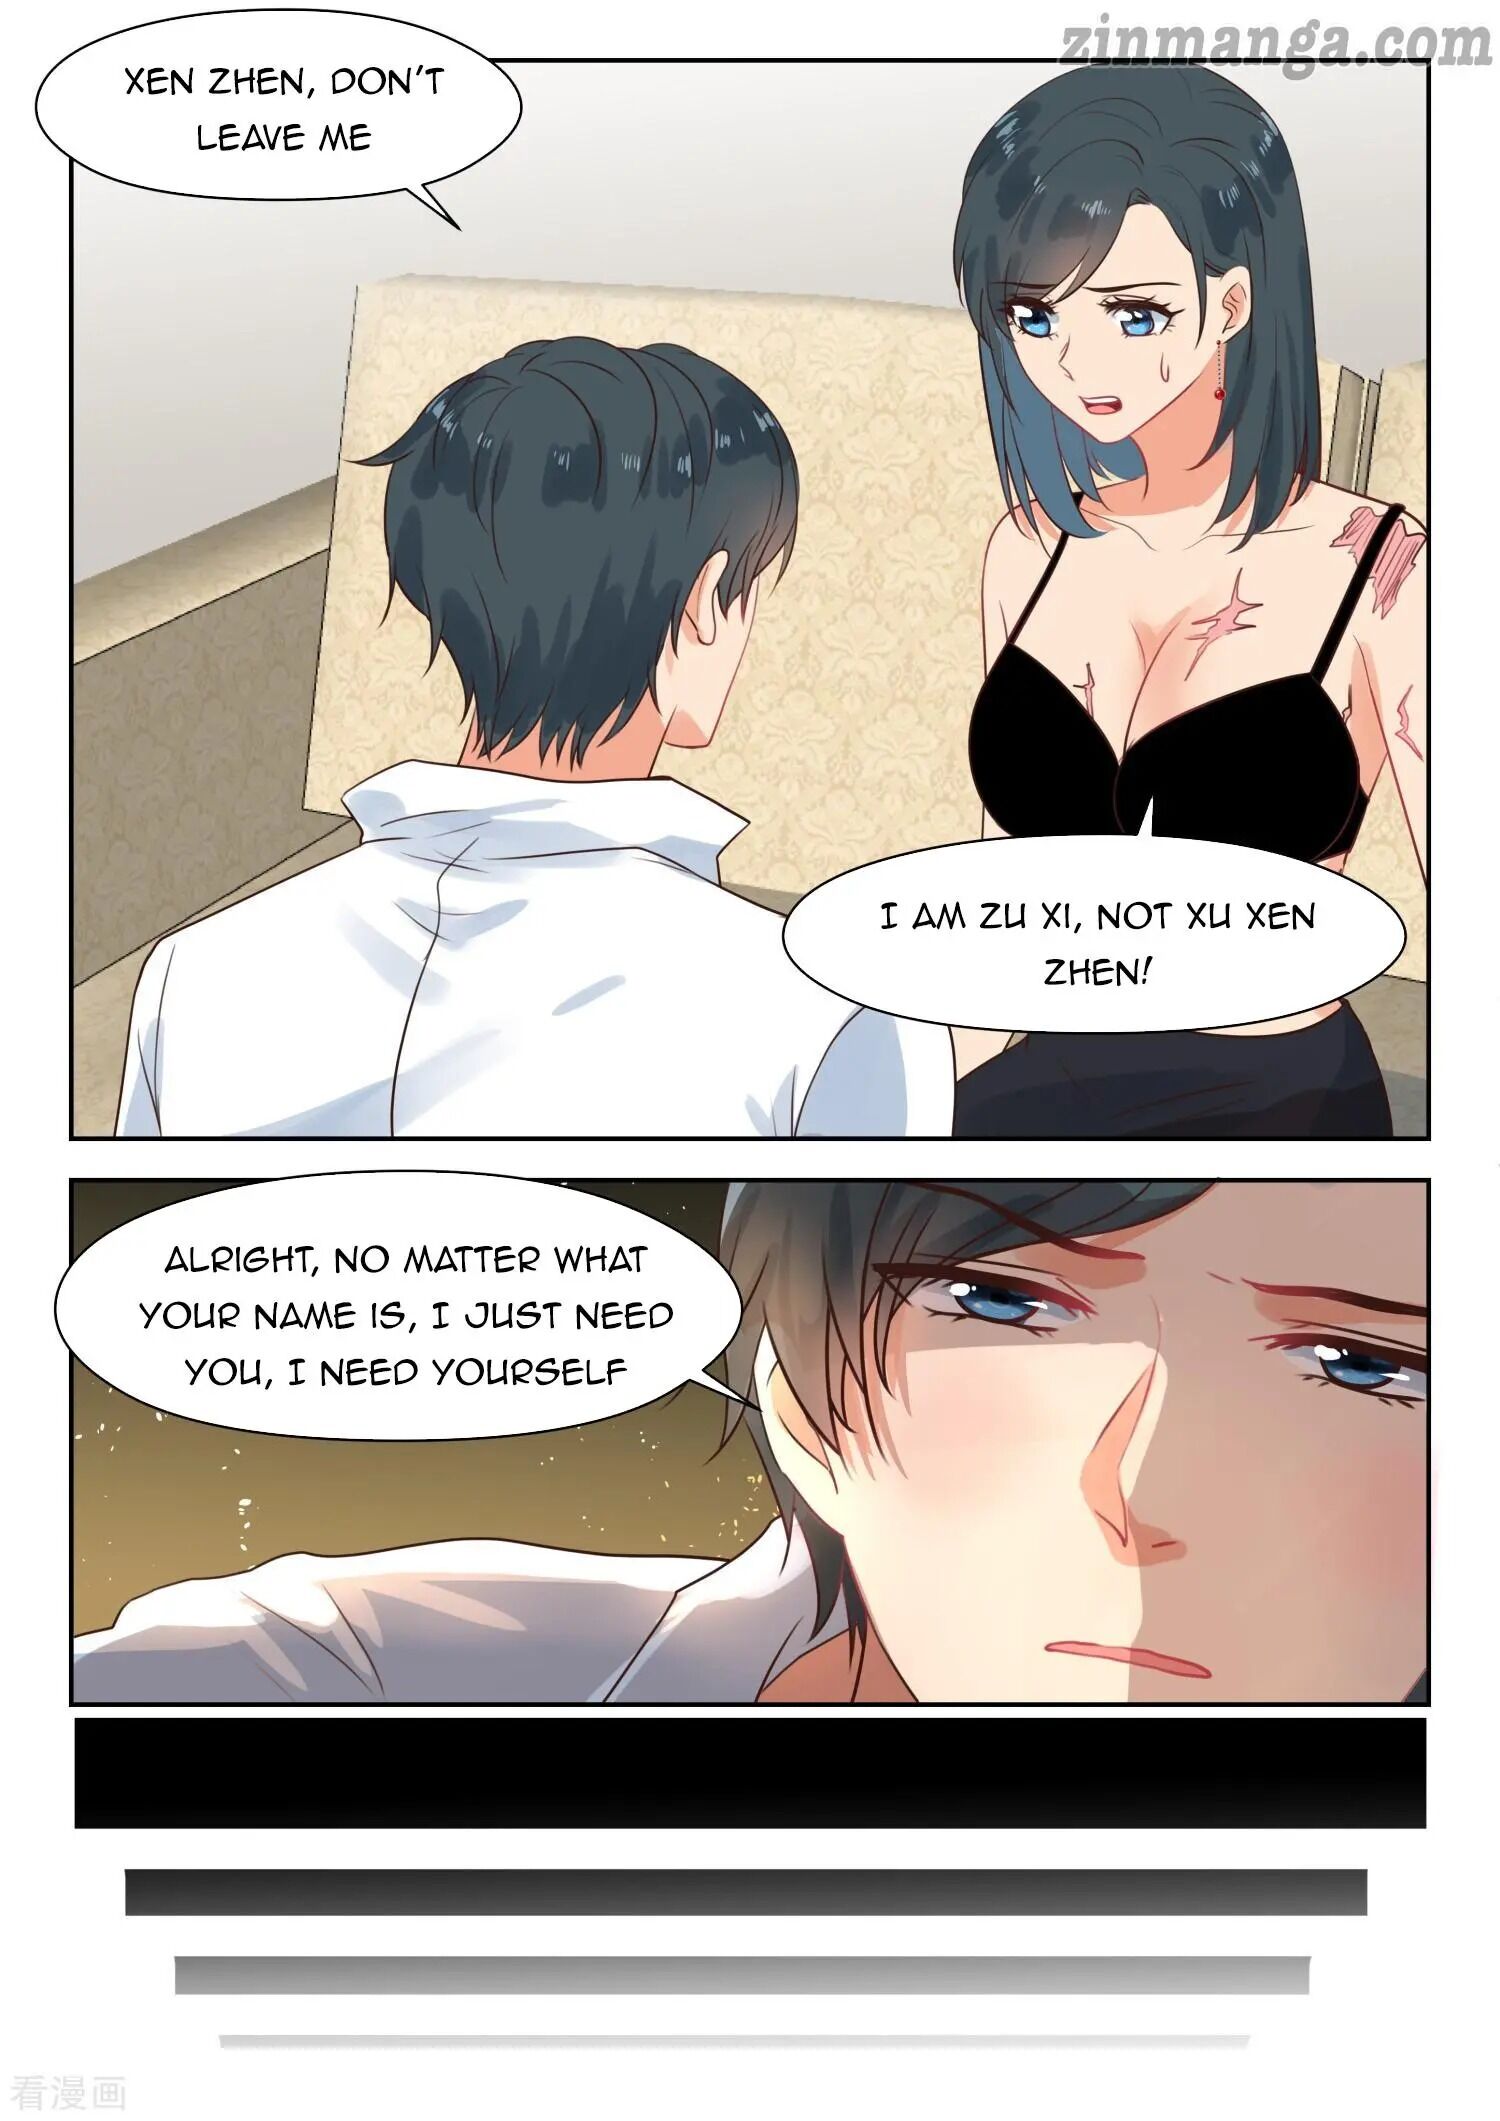 zinmanga.com
XEN ZHEN, DON'T
LEAVE ME
I AM ZU XI, NOT XU XEN
ZHEN!
ALRIGHT, NO MATTER WHAT
YOUR NAME IS, I JUST NEED
YOU, I NEED YOURSELF
看漫画